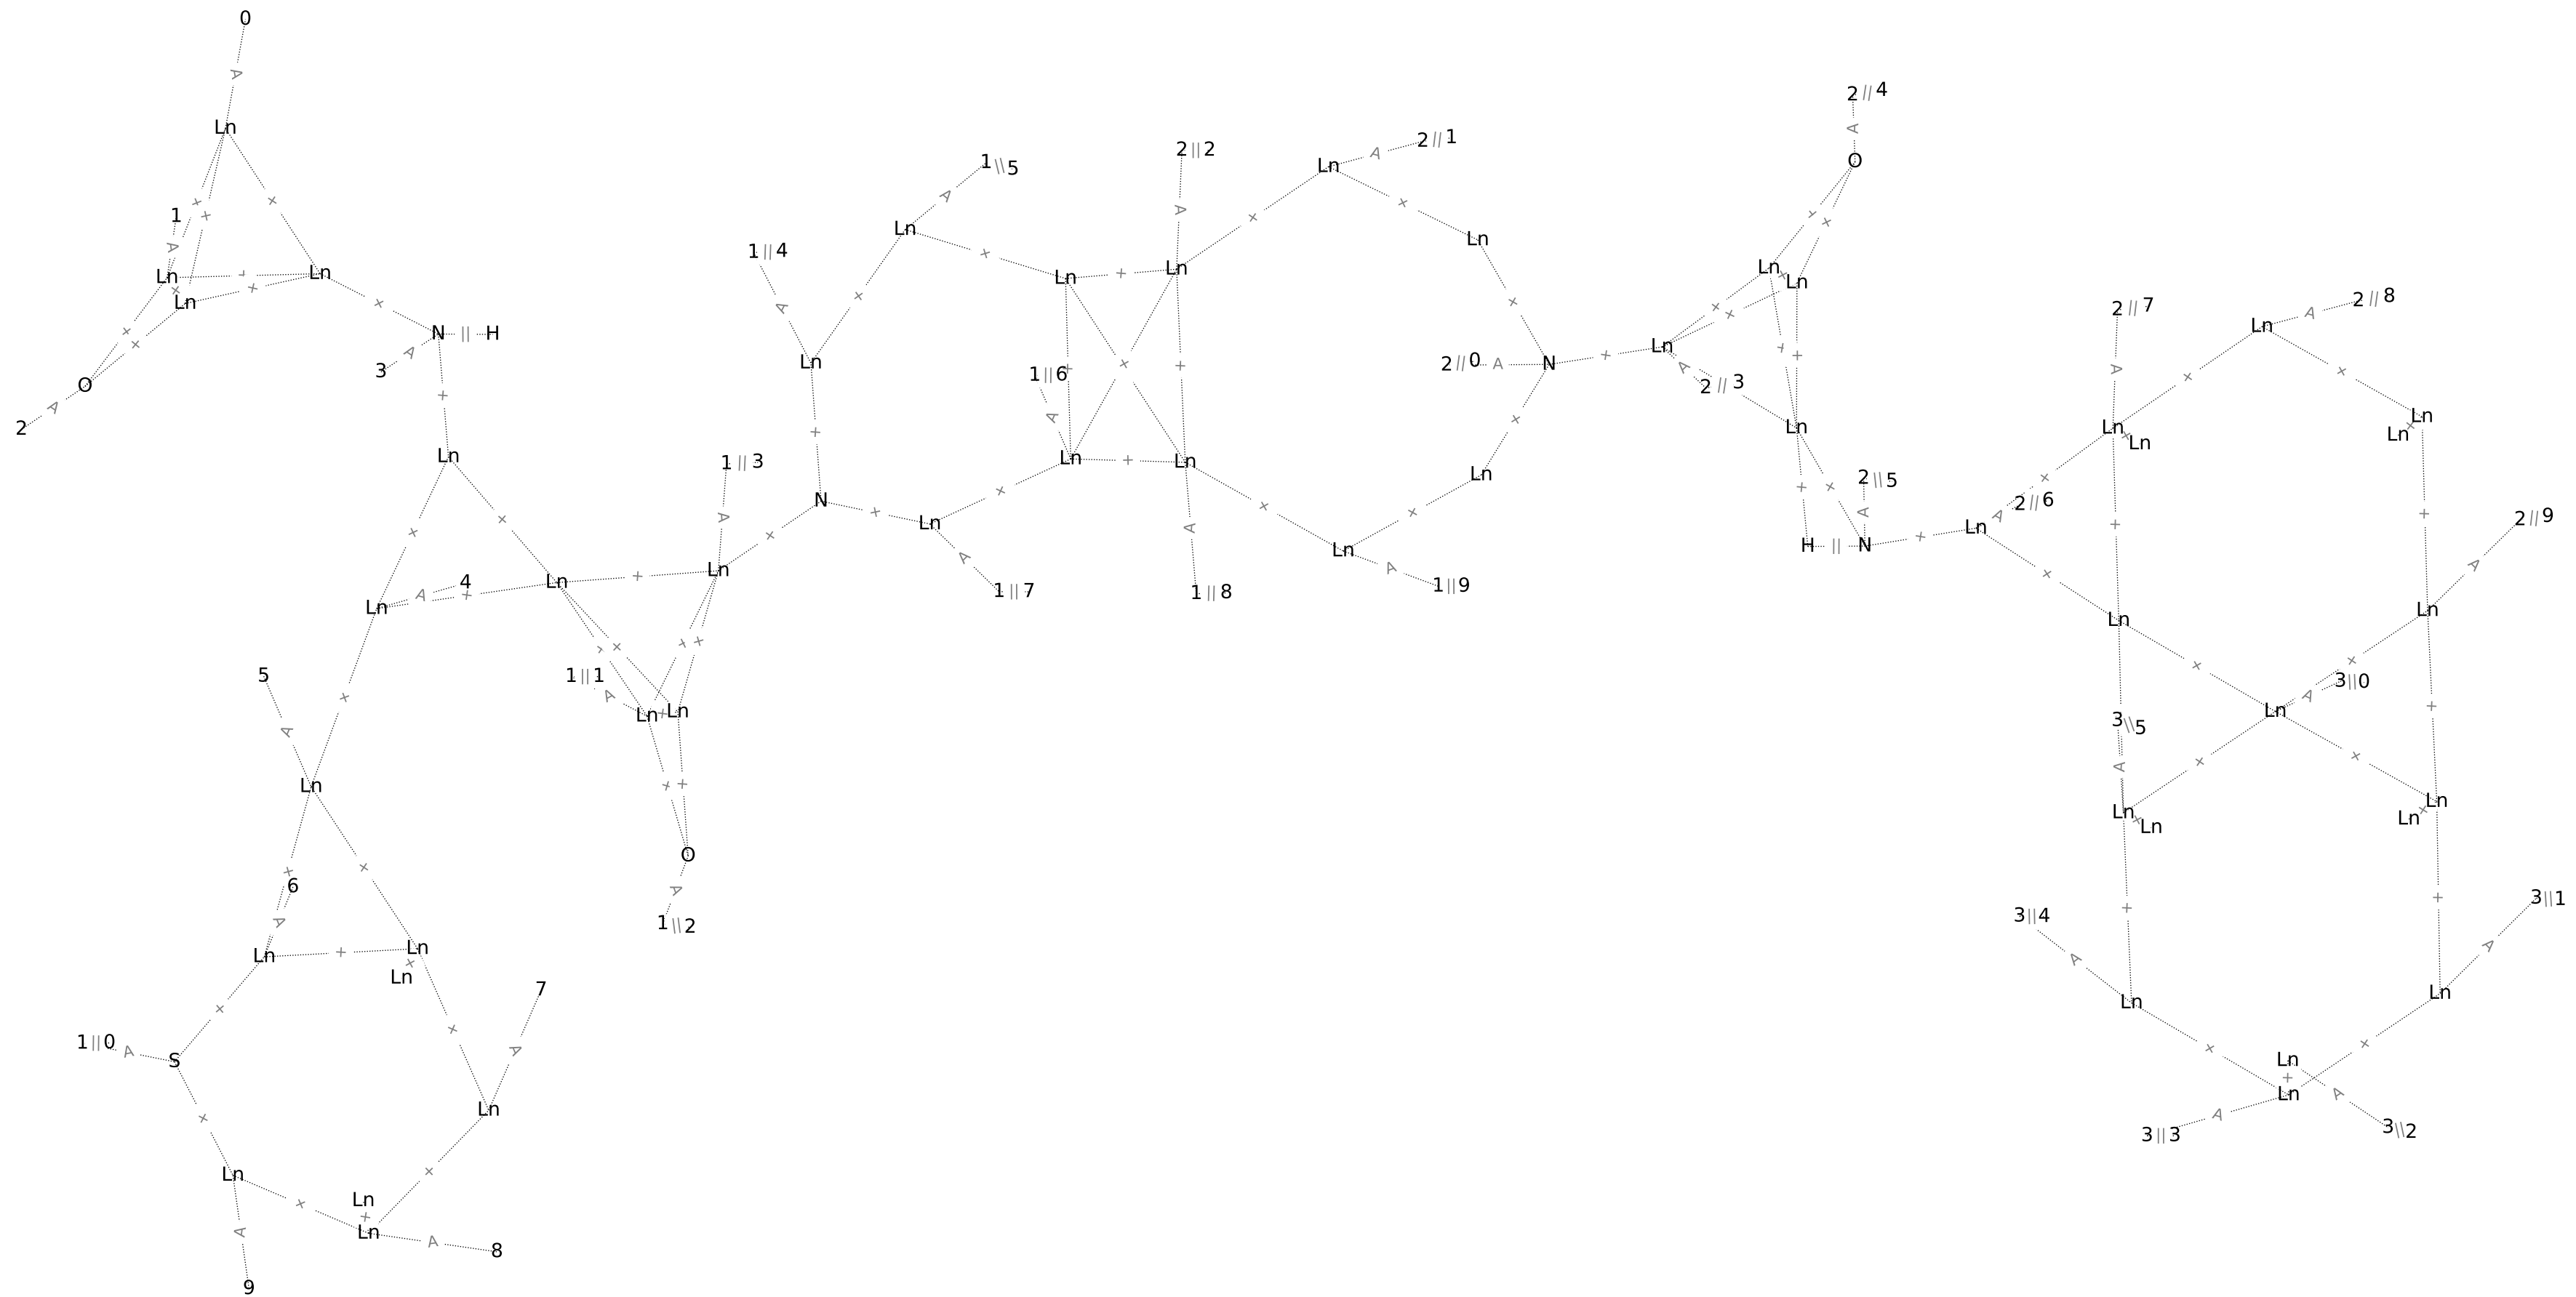 0
A
2 // 4
Ln
A
2 || 2
2 // 1
1 \\ 5
A
Ln
O
1
A
1 || 4
Ln
Ln
Ln
Ln
Ln
Ln
Ln
Ln
Ln
Ln
2 // 7
2 // 8
A
Ln
N || H
3
A
Ln
1 || 6
2 // 0
A
N
Ln
2 // 3
O
2
A
Ln
Ln
Ln
Ln
Ln
1 || 3
Ln
Ln
Ln
2 // 5
2 // 6
2 // 9
N
Ln
Ln
H || N
Ln
4
Ln
Ln
Ln
1 || 7
1 || 8
Ln
1 || 9
Ln
Ln
5
1 || 1
Ln
Ln
3 || 0
Ln
3 \\ 5
Ln
O
1 \\ 2
Ln
Ln
Ln
Ln
6
Ln
Ln
Ln
3 || 4
3 || 1
7
1 || 0
A
S
Ln
Ln
Ln
Ln
Ln
3 || 3
3 \\ 2
Ln
Ln
Ln
A
8
9